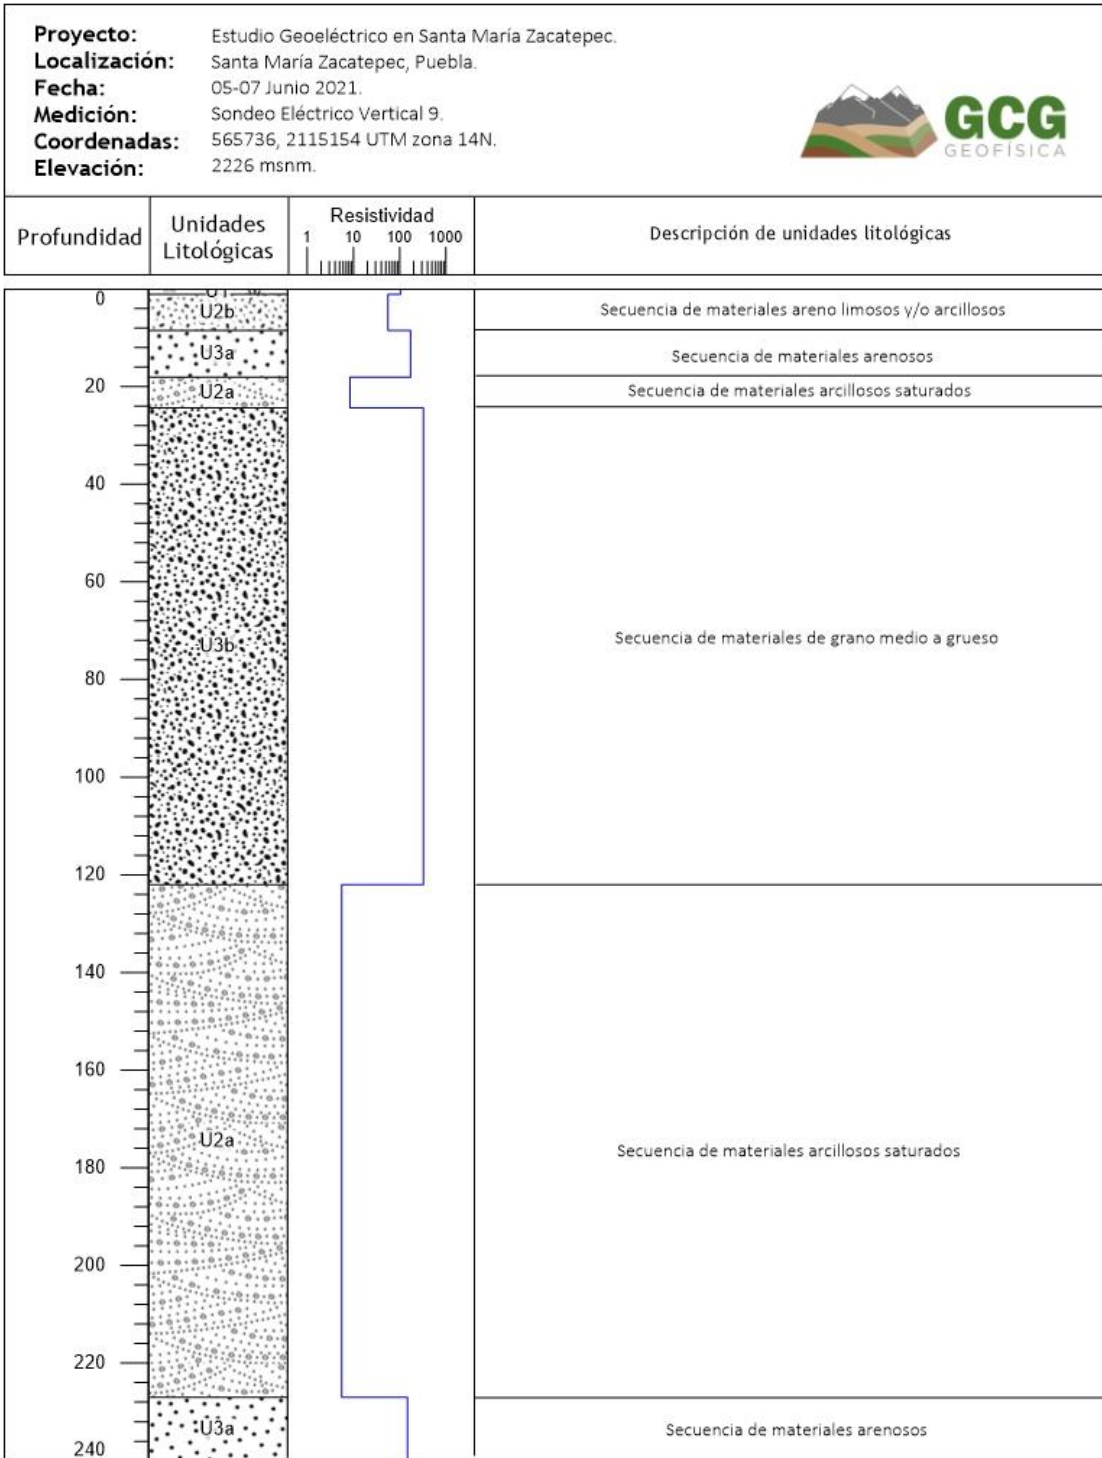 Proyecto: Estudio Geoeléctrico en Santa María Zacatepec.
Localización: Santa María Zacatepec, Puebla.
Fecha: 05-07 Junio 2021.
Medición: Sondeo Eléctrico Vertical 9.
Coordenadas: 565736, 2115154 UTM zona 14N.
Elevación: 2226 msnm.
GCG
GEOFÍSICA
Profundidad
Unidades
Litológicas
Resistividad
1 10 100 1000
Descripción de unidades litológicas
0
U1
U2b
Secuencia de materiales areno limosos y/o arcillosos
U3a
Secuencia de materiales arenosos
20
U2a
Secuencia de materiales arcillosos saturados
40
60
U3b
Secuencia de materiales de grano medio a grueso
80
100
120
140
160
U2a
Secuencia de materiales arcillosos saturados
180
200
220
U3a
Secuencia de materiales arenosos
240